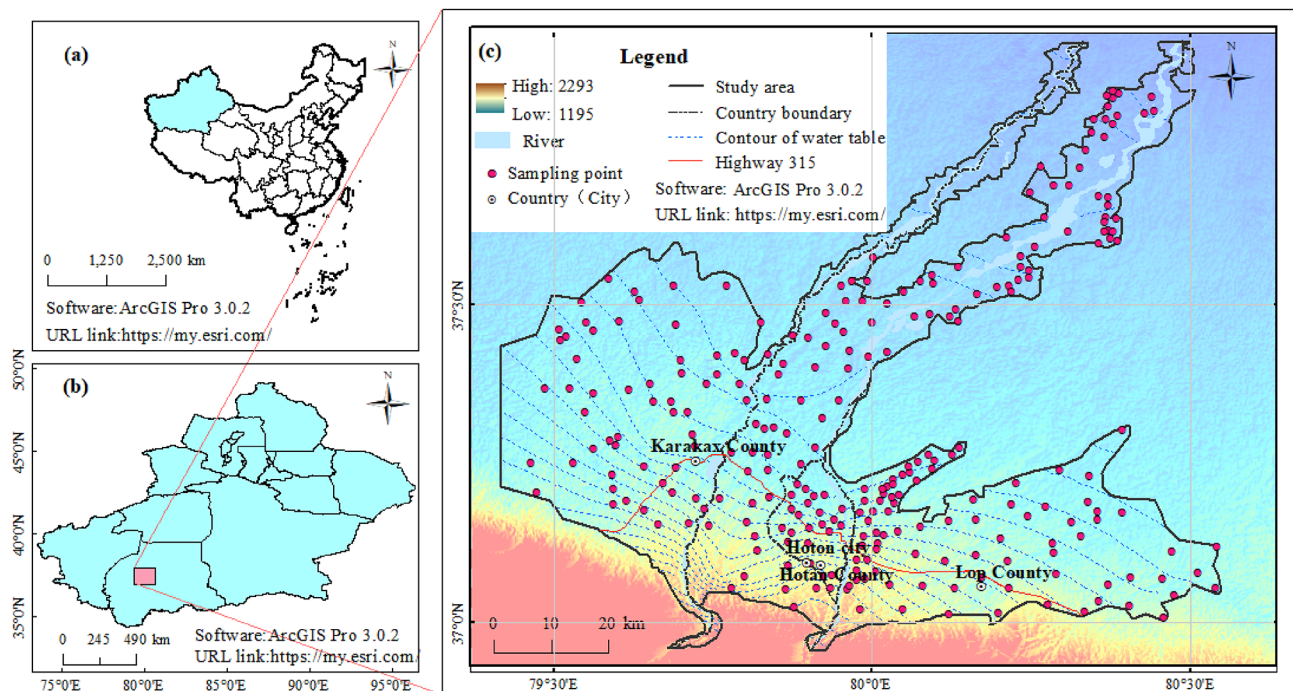 (a)
N
0 1,250 2,500 km
Software:ArcGIS Pro 3.0.2
URL link:https://my.esri.com/
(b)
N
90°0'N
45°0'N
40°0'N
35°0'N
0 245 490 km
Software:ArcGIS Pro 3.0.2
URL link:https://my.esri.com/
75°0'E 80°0'E 85°0'E 90°0'E 95°0'E
(c)
Legend
High: 2293
Low: 1195
River
Sampling point
Country（City）
Study area
Country boundary
Contour of water table
Highway 315
Software: ArcGIS Pro 3.0.2
URL link: https://my.esri.com/
N
37°30'N
37°0'N
Karakax County
Hoton city
Hotan County
Lop County
0 10 20 km
79°30'E 80°0'E 80°30'E